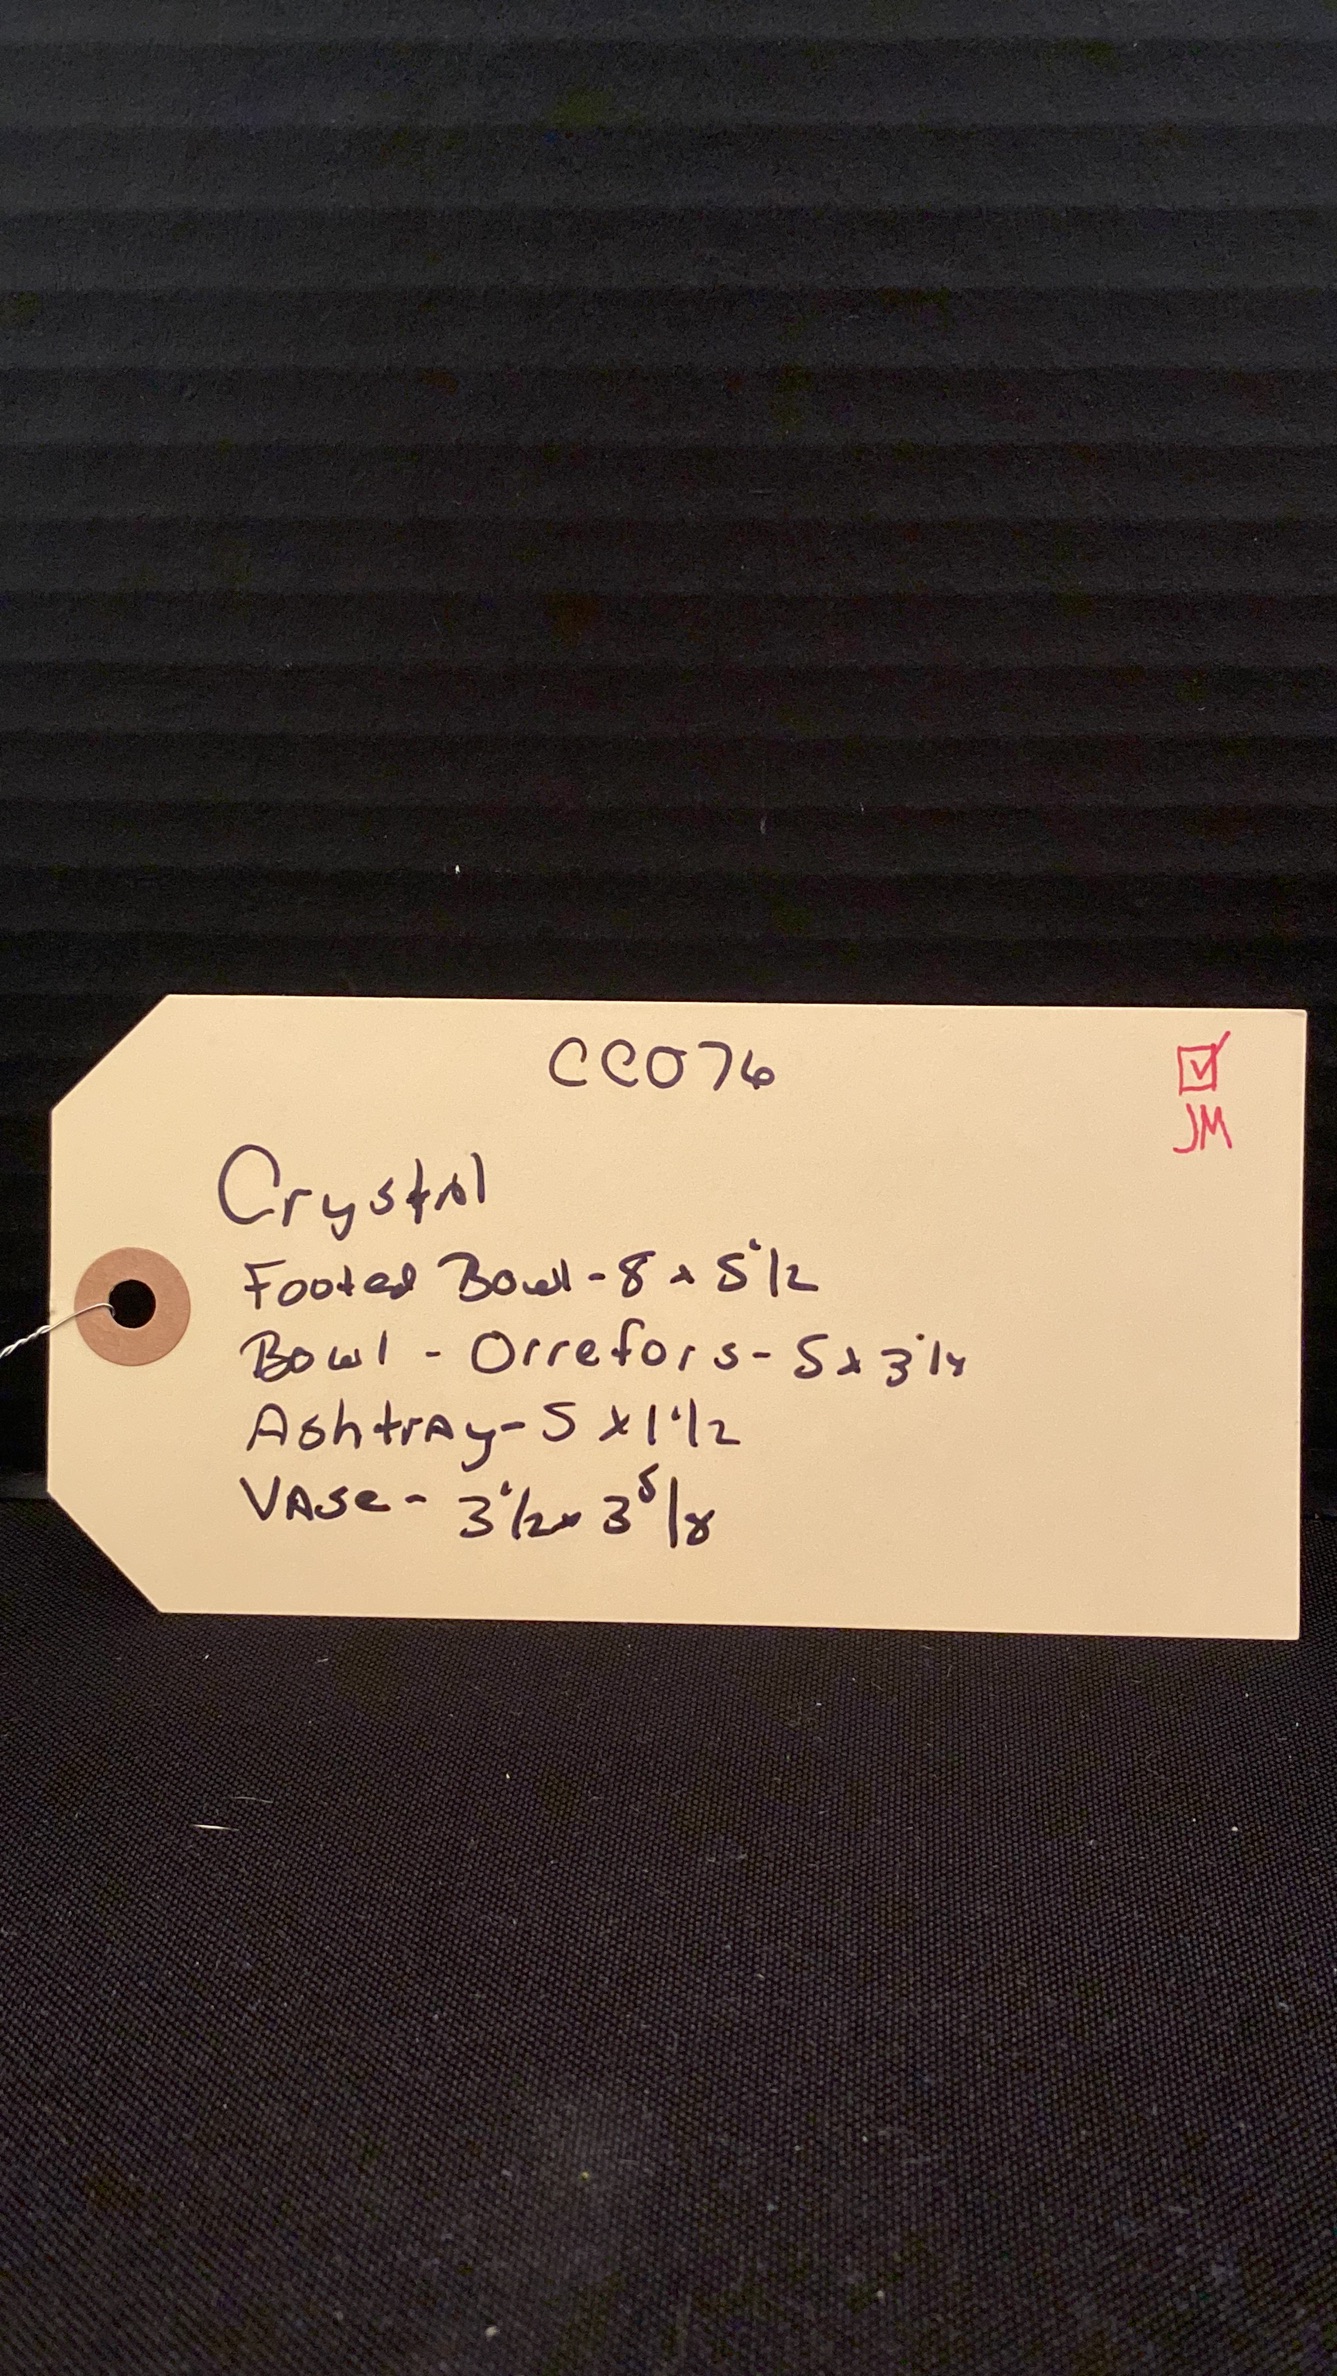 CC076
☑
JM
Crystal
Footed Bowl - 8 x 5 1/2
Bowl - Orrefors - 5 x 3 1/4
Ashtray - 5 x 1 1/2
Vase - 3 1/2 x 3 5/8